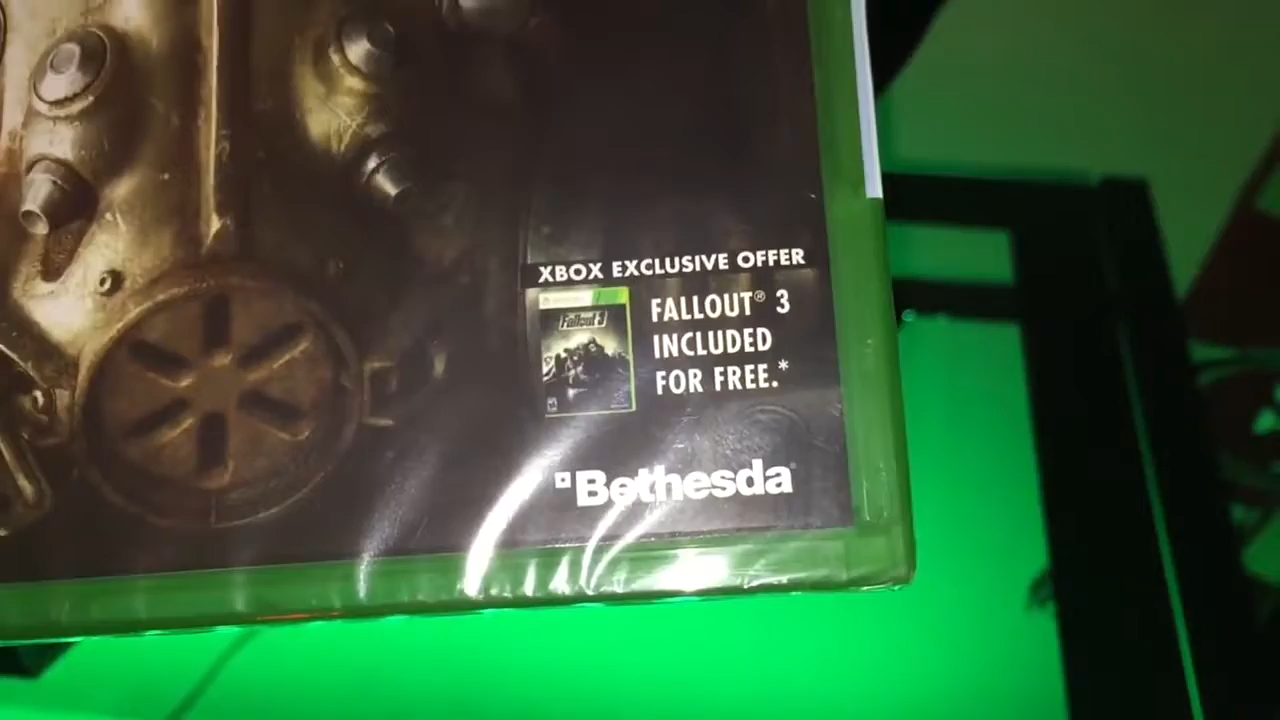 XBOX EXCLUSIVE OFFER
Fallout 3
FALLOUT® 3
INCLUDED
FOR FREE.*
Bethesda